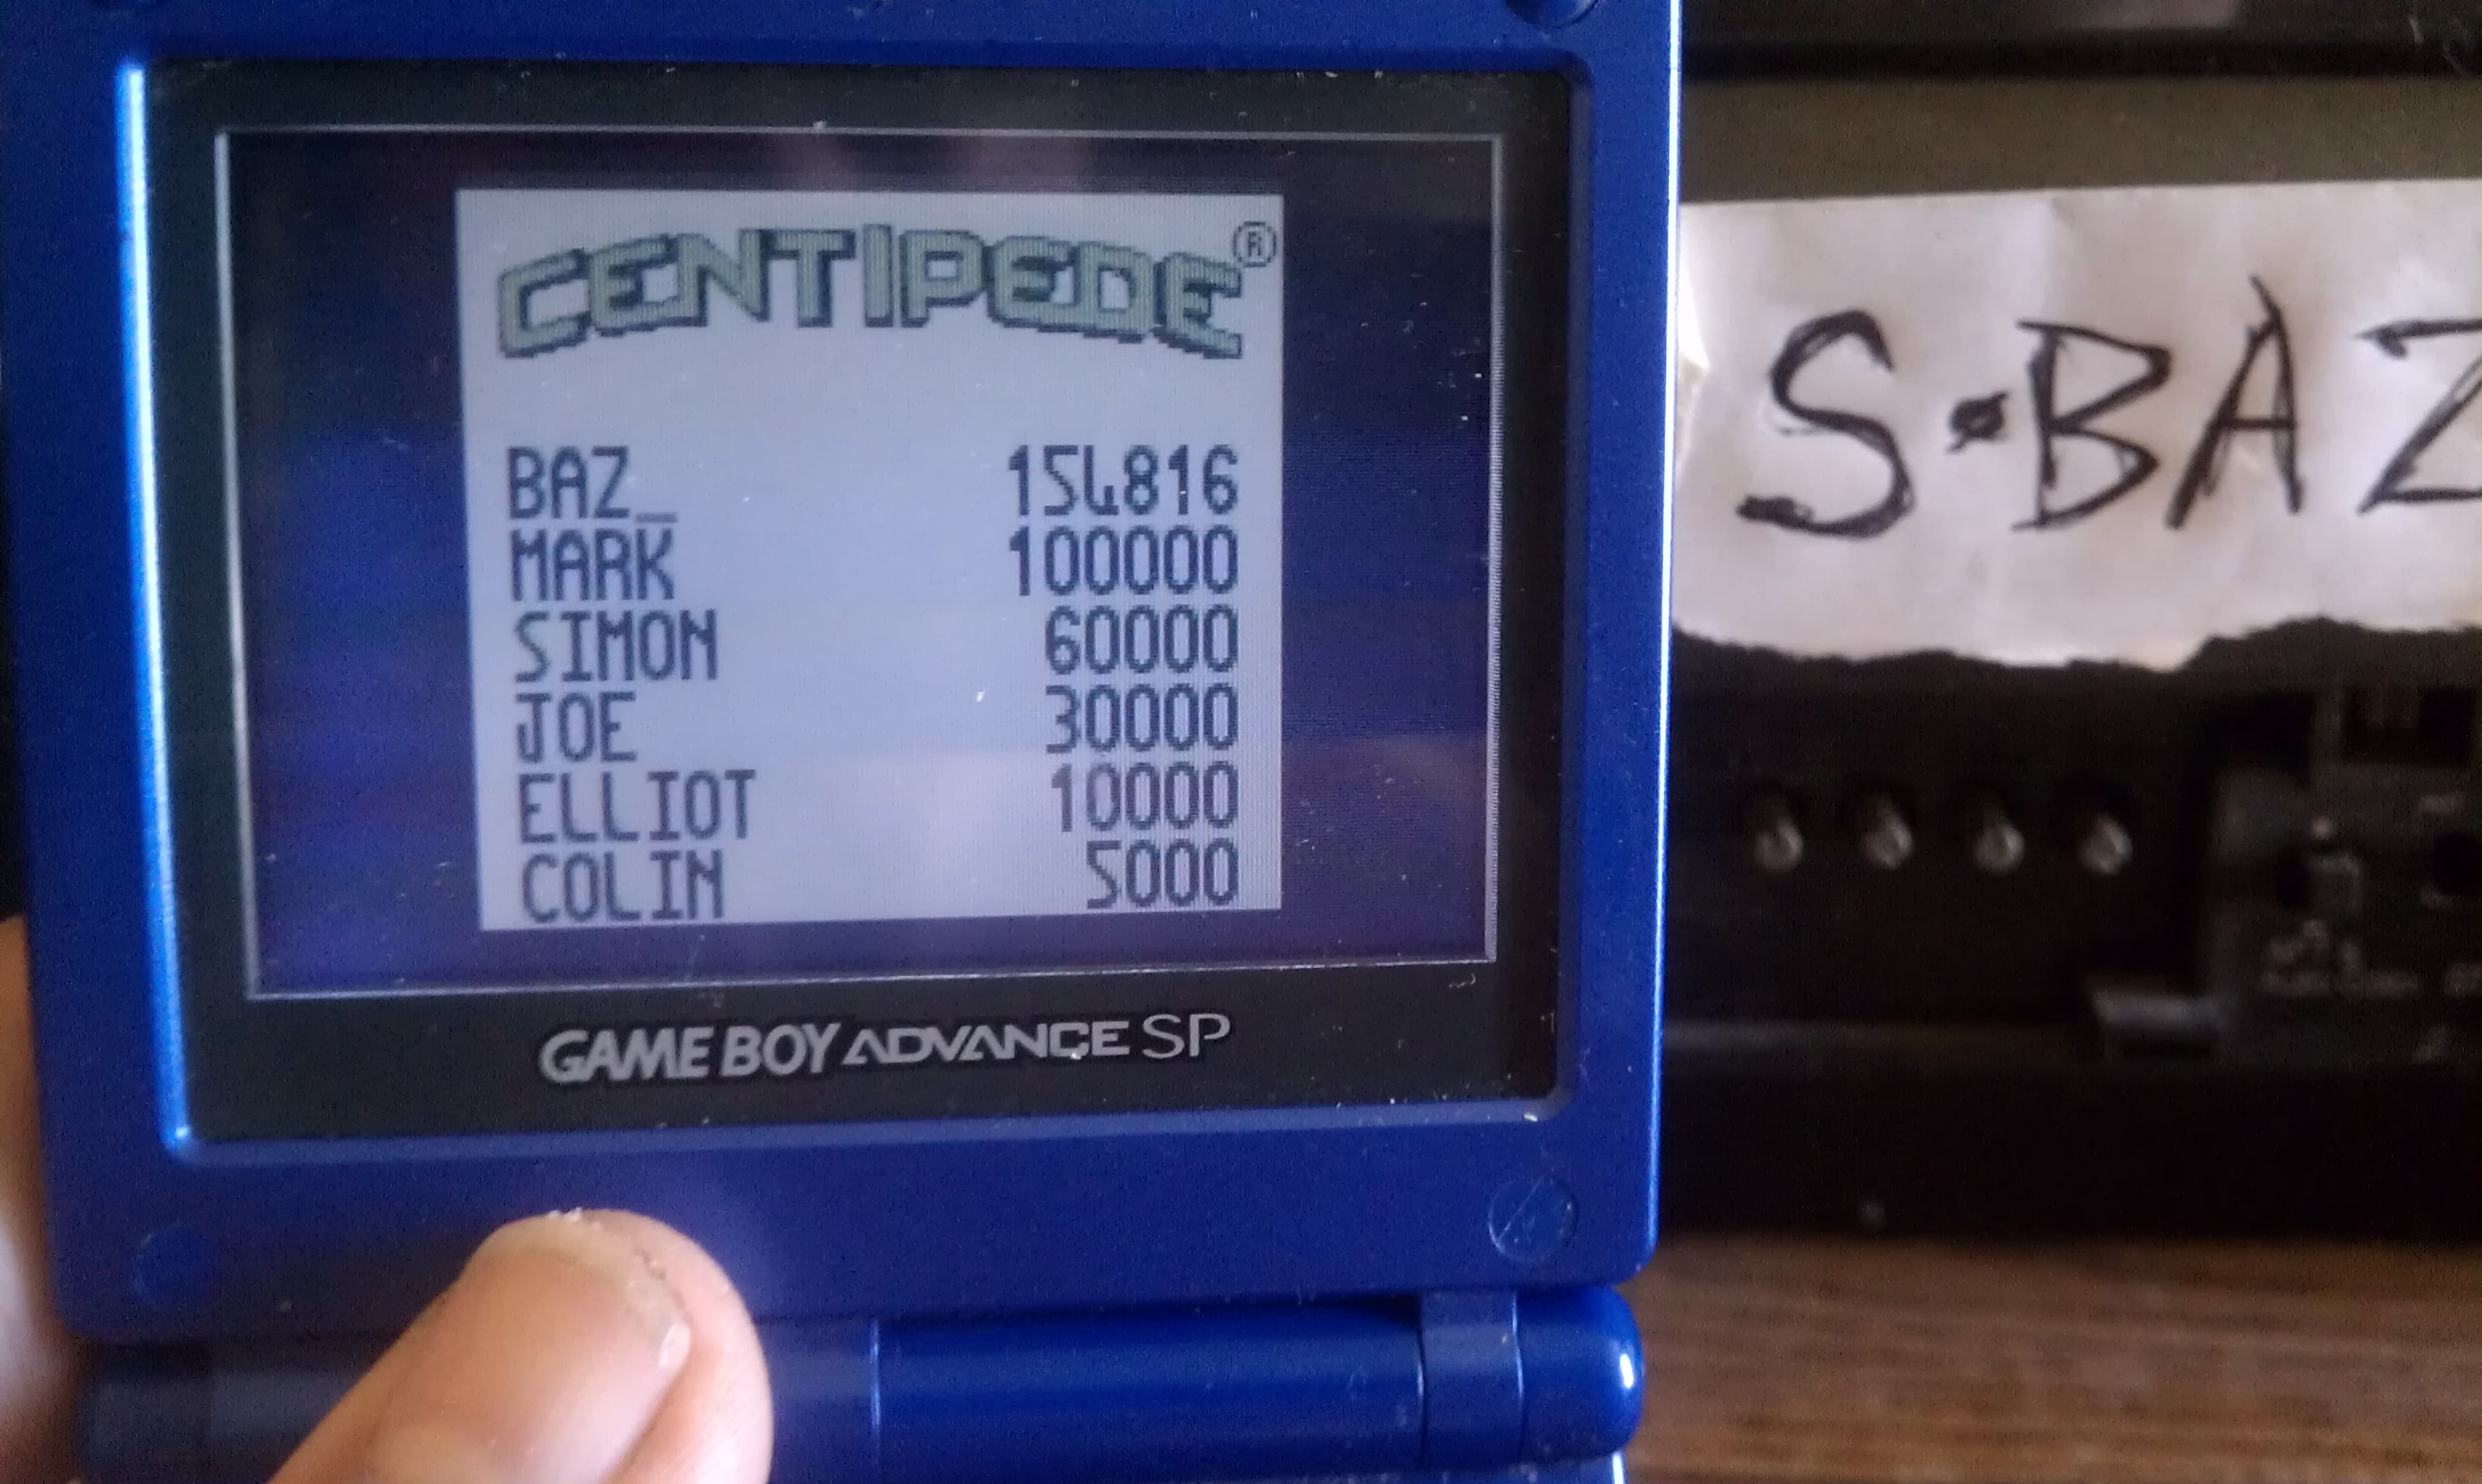 CENTIPEDE®
BAZ_ 154816
MARK 100000
SIMON 60000
JOE 30000
ELLIOT 10000
COLIN 5000
GAME BOY ADVANCE SP
S•BAZ